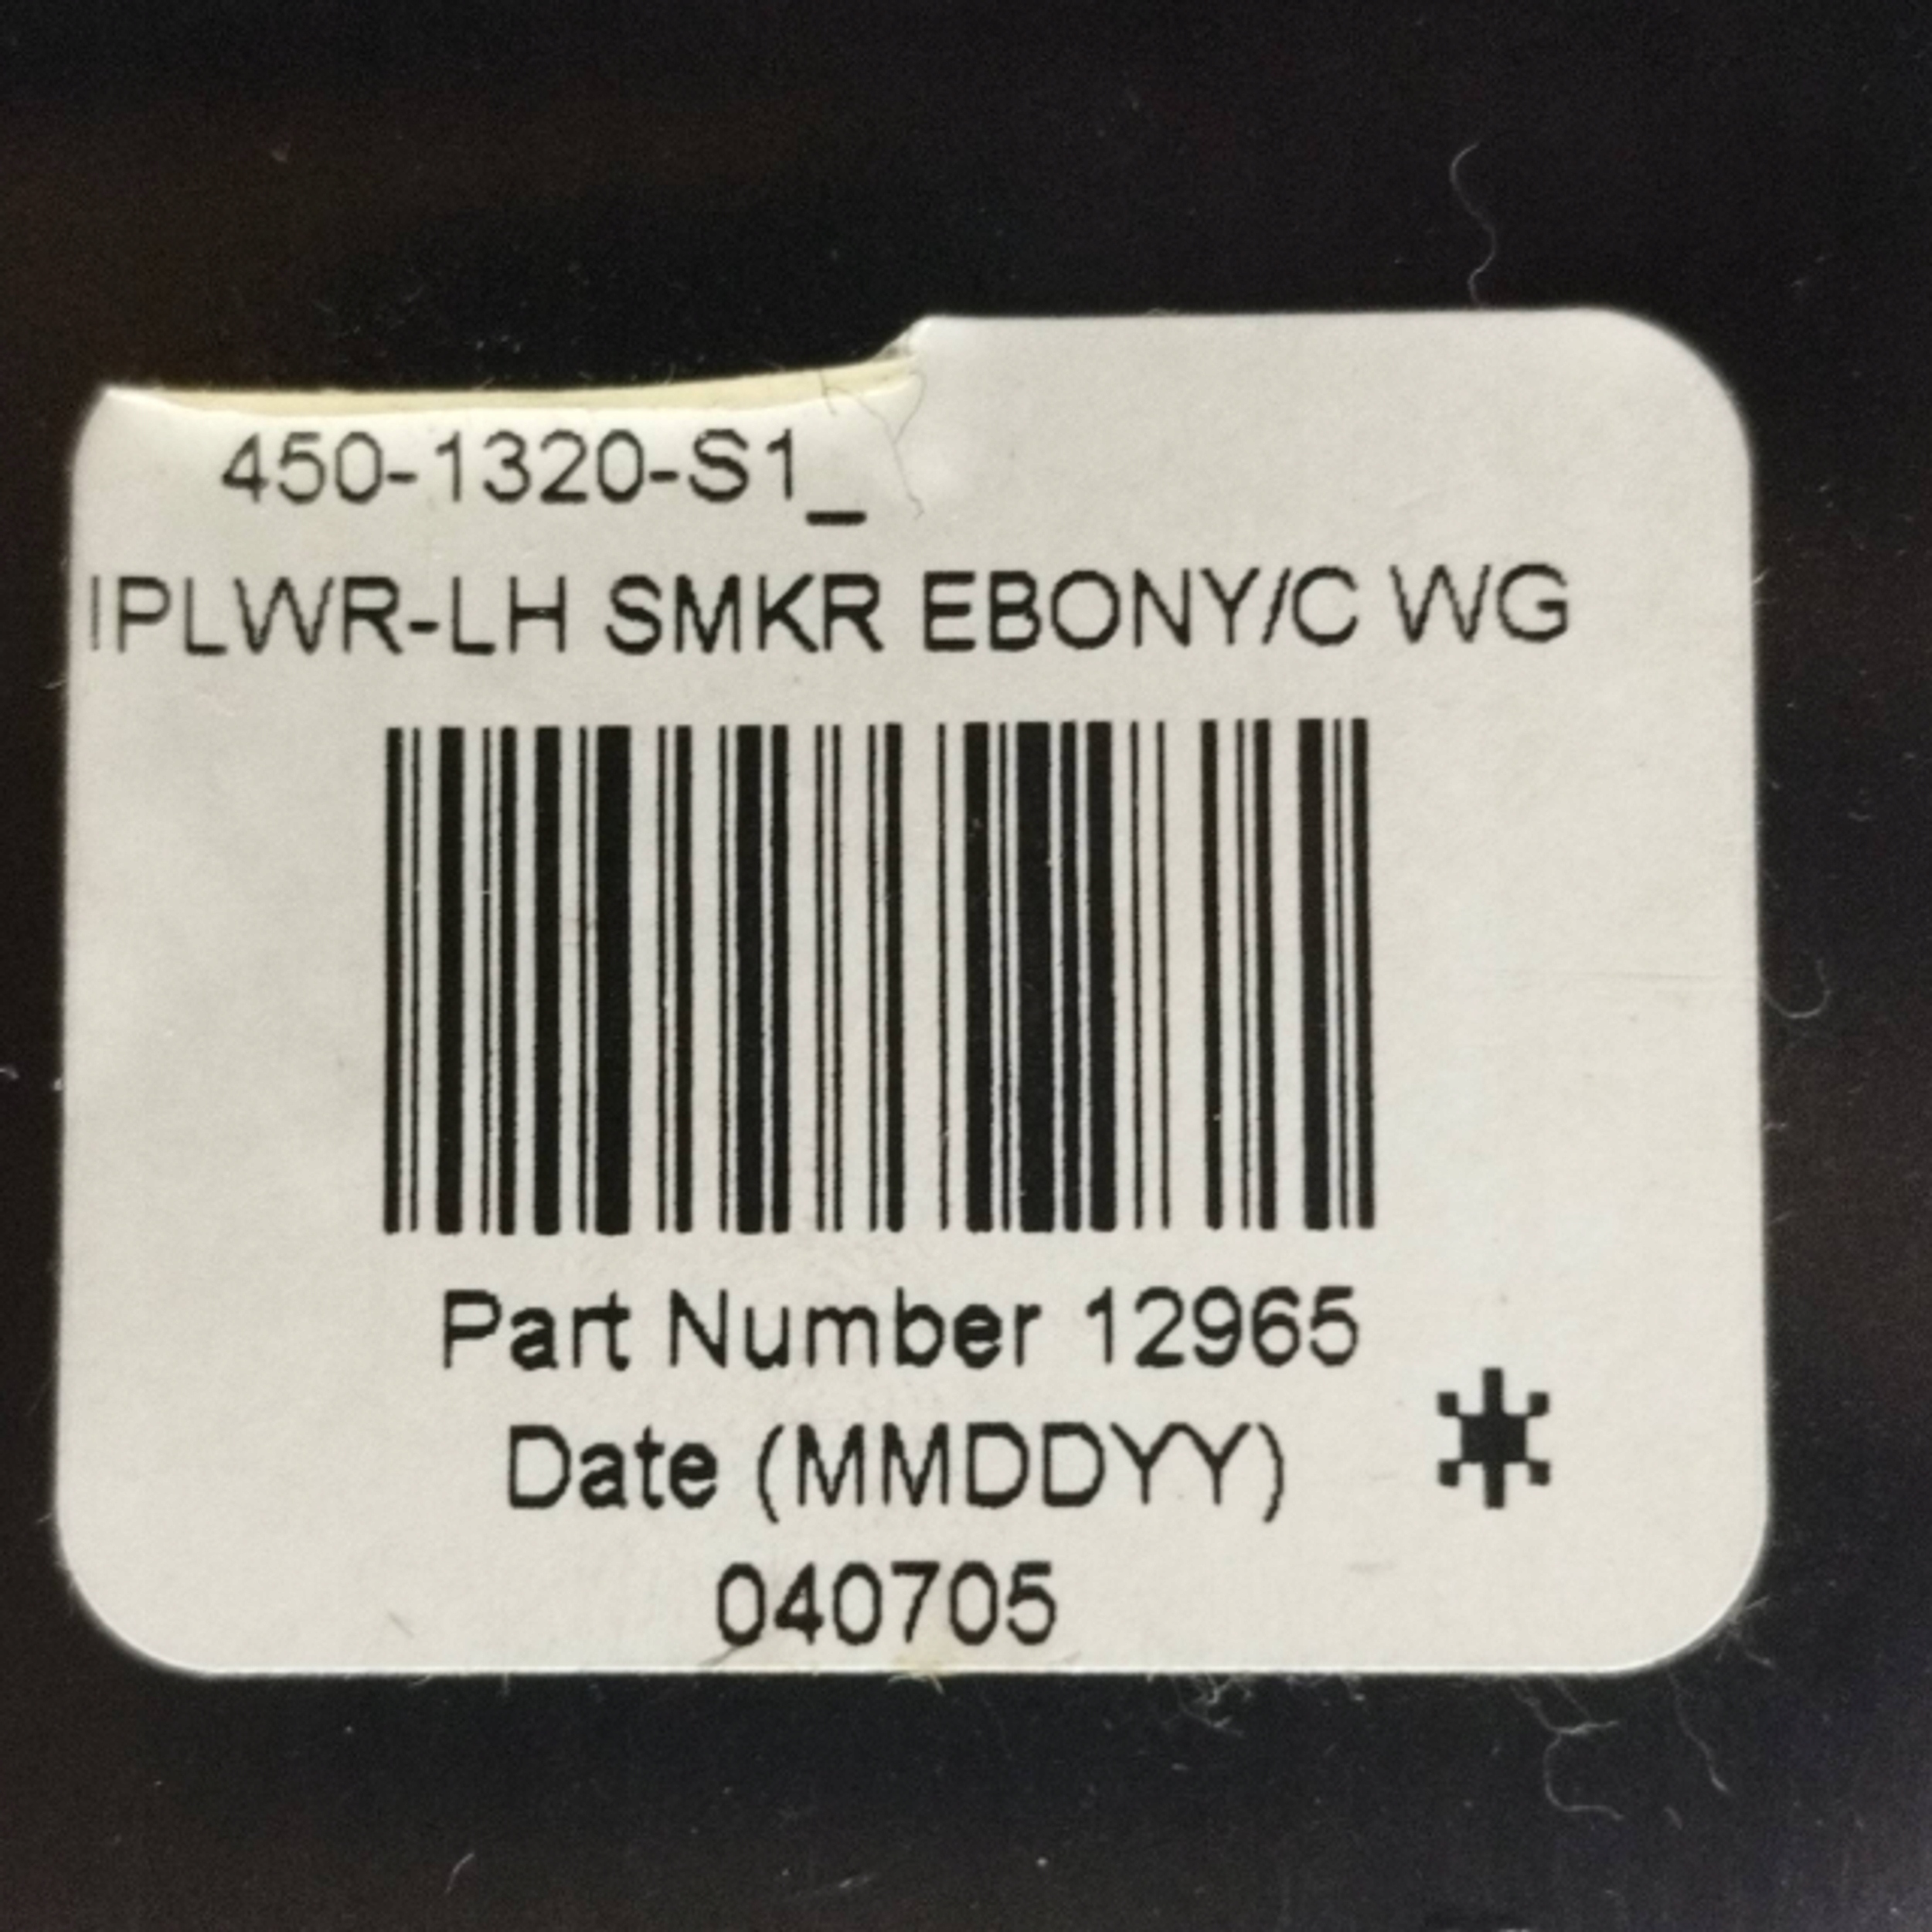 450-1320-S1_
IPLWR-LH SMKR EBONY/C WG
Part Number 12965
Date (MMDDYY)
*
040705